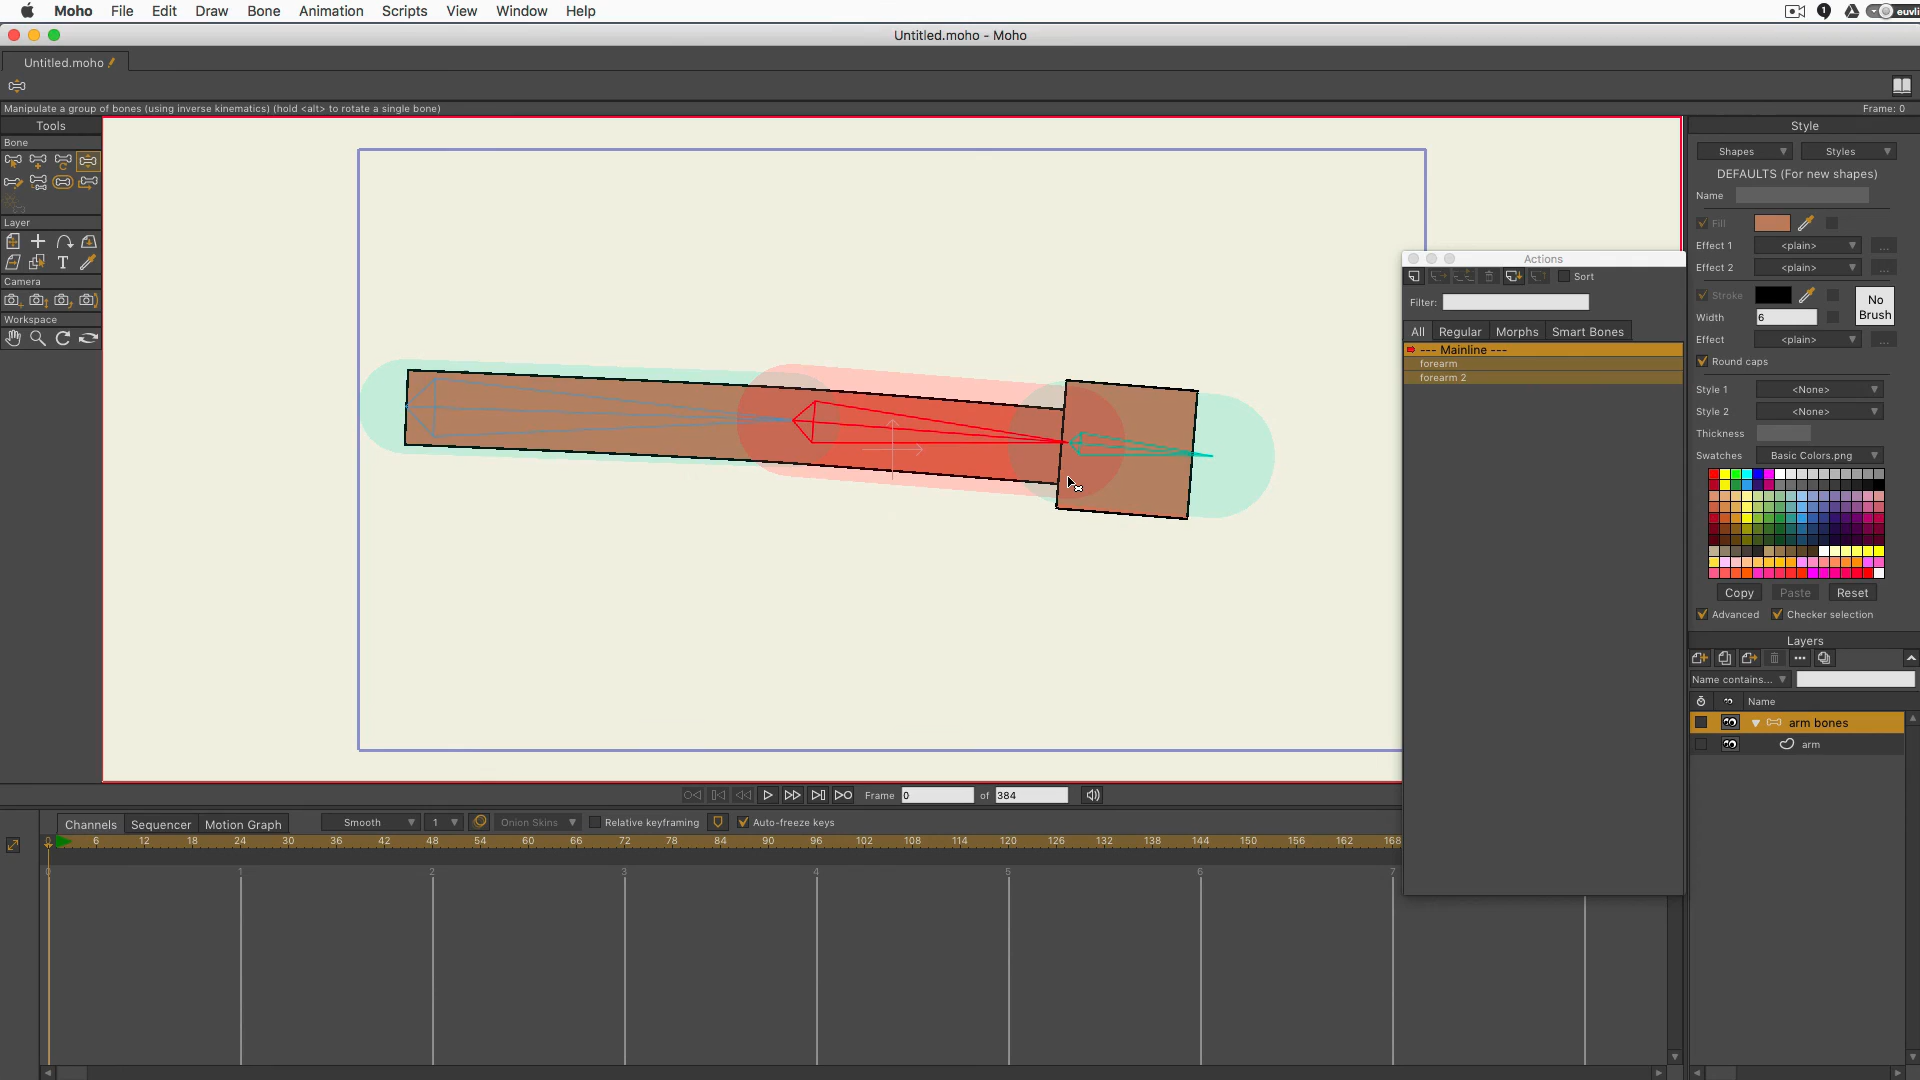 Moho File Edit Draw Bone Animation Scripts View Window Help
1
euvli
Untitled.moho - Moho
Untitled.moho
Manipulate a group of bones (using inverse kinematics) (hold <alt> to rotate a single bone)
Frame: 0
Tools
Bone
Layer
T
Camera
Workspace
Actions
Sort
Filter:
All Regular Morphs Smart Bones
--- Mainline ---
forearm
forearm 2
Style
Shapes Styles
DEFAULTS (For new shapes)
Name
Fill
Effect 1 <plain> ...
Effect 2 <plain> ...
Stroke
No Brush
Width 6
Effect <plain>
Round caps
Style 1 <None>
Style 2 <None>
Thickness
Swatches Basic Colors.png
Copy Paste Reset
Advanced Checker selection
Layers
Name contains...
Name
arm bones
arm
Frame 0 of 384
Channels Sequencer Motion Graph Smooth 1 Onion Skins Relative keyframing Auto-freeze keys
0 6 12 18 24 30 36 42 48 54 60 66 72 78 84 90 96 102 108 114 120 126 132 138 144 150 156 162 168
0 1 2 3 4 5 6 7